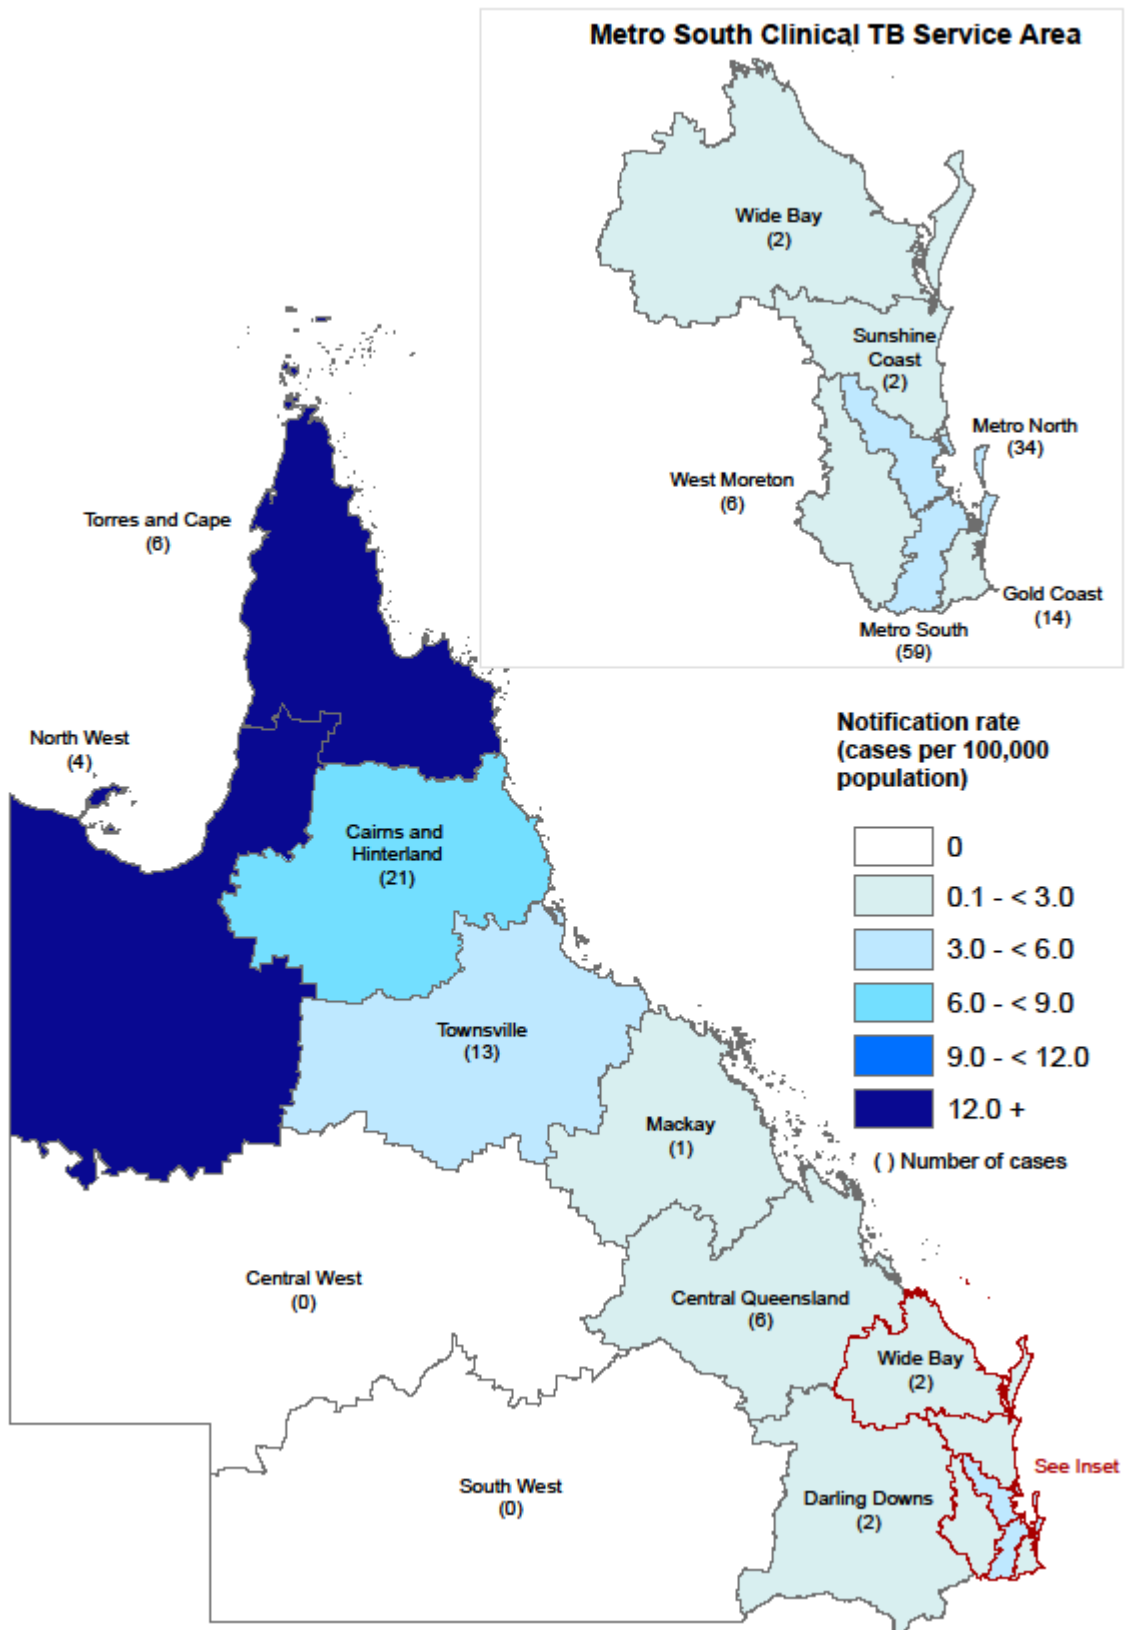 Metro South Clinical TB Service Area
Wide Bay
(2)
Sunshine
Coast
(2)
Metro North
(34)
West Moreton
(6)
Gold Coast
(14)
Metro South
(59)
Torres and Cape
(6)
North West
(4)
Cairns and
Hinterland
(21)
Townsville
(13)
Mackay
(1)
Central West
(0)
Central Queensland
(6)
Wide Bay
(2)
South West
(0)
Darling Downs
(2)
See Inset
Notification rate
(cases per 100,000
population)
0
0.1 - < 3.0
3.0 - < 6.0
6.0 - < 9.0
9.0 - < 12.0
12.0 +
( ) Number of cases